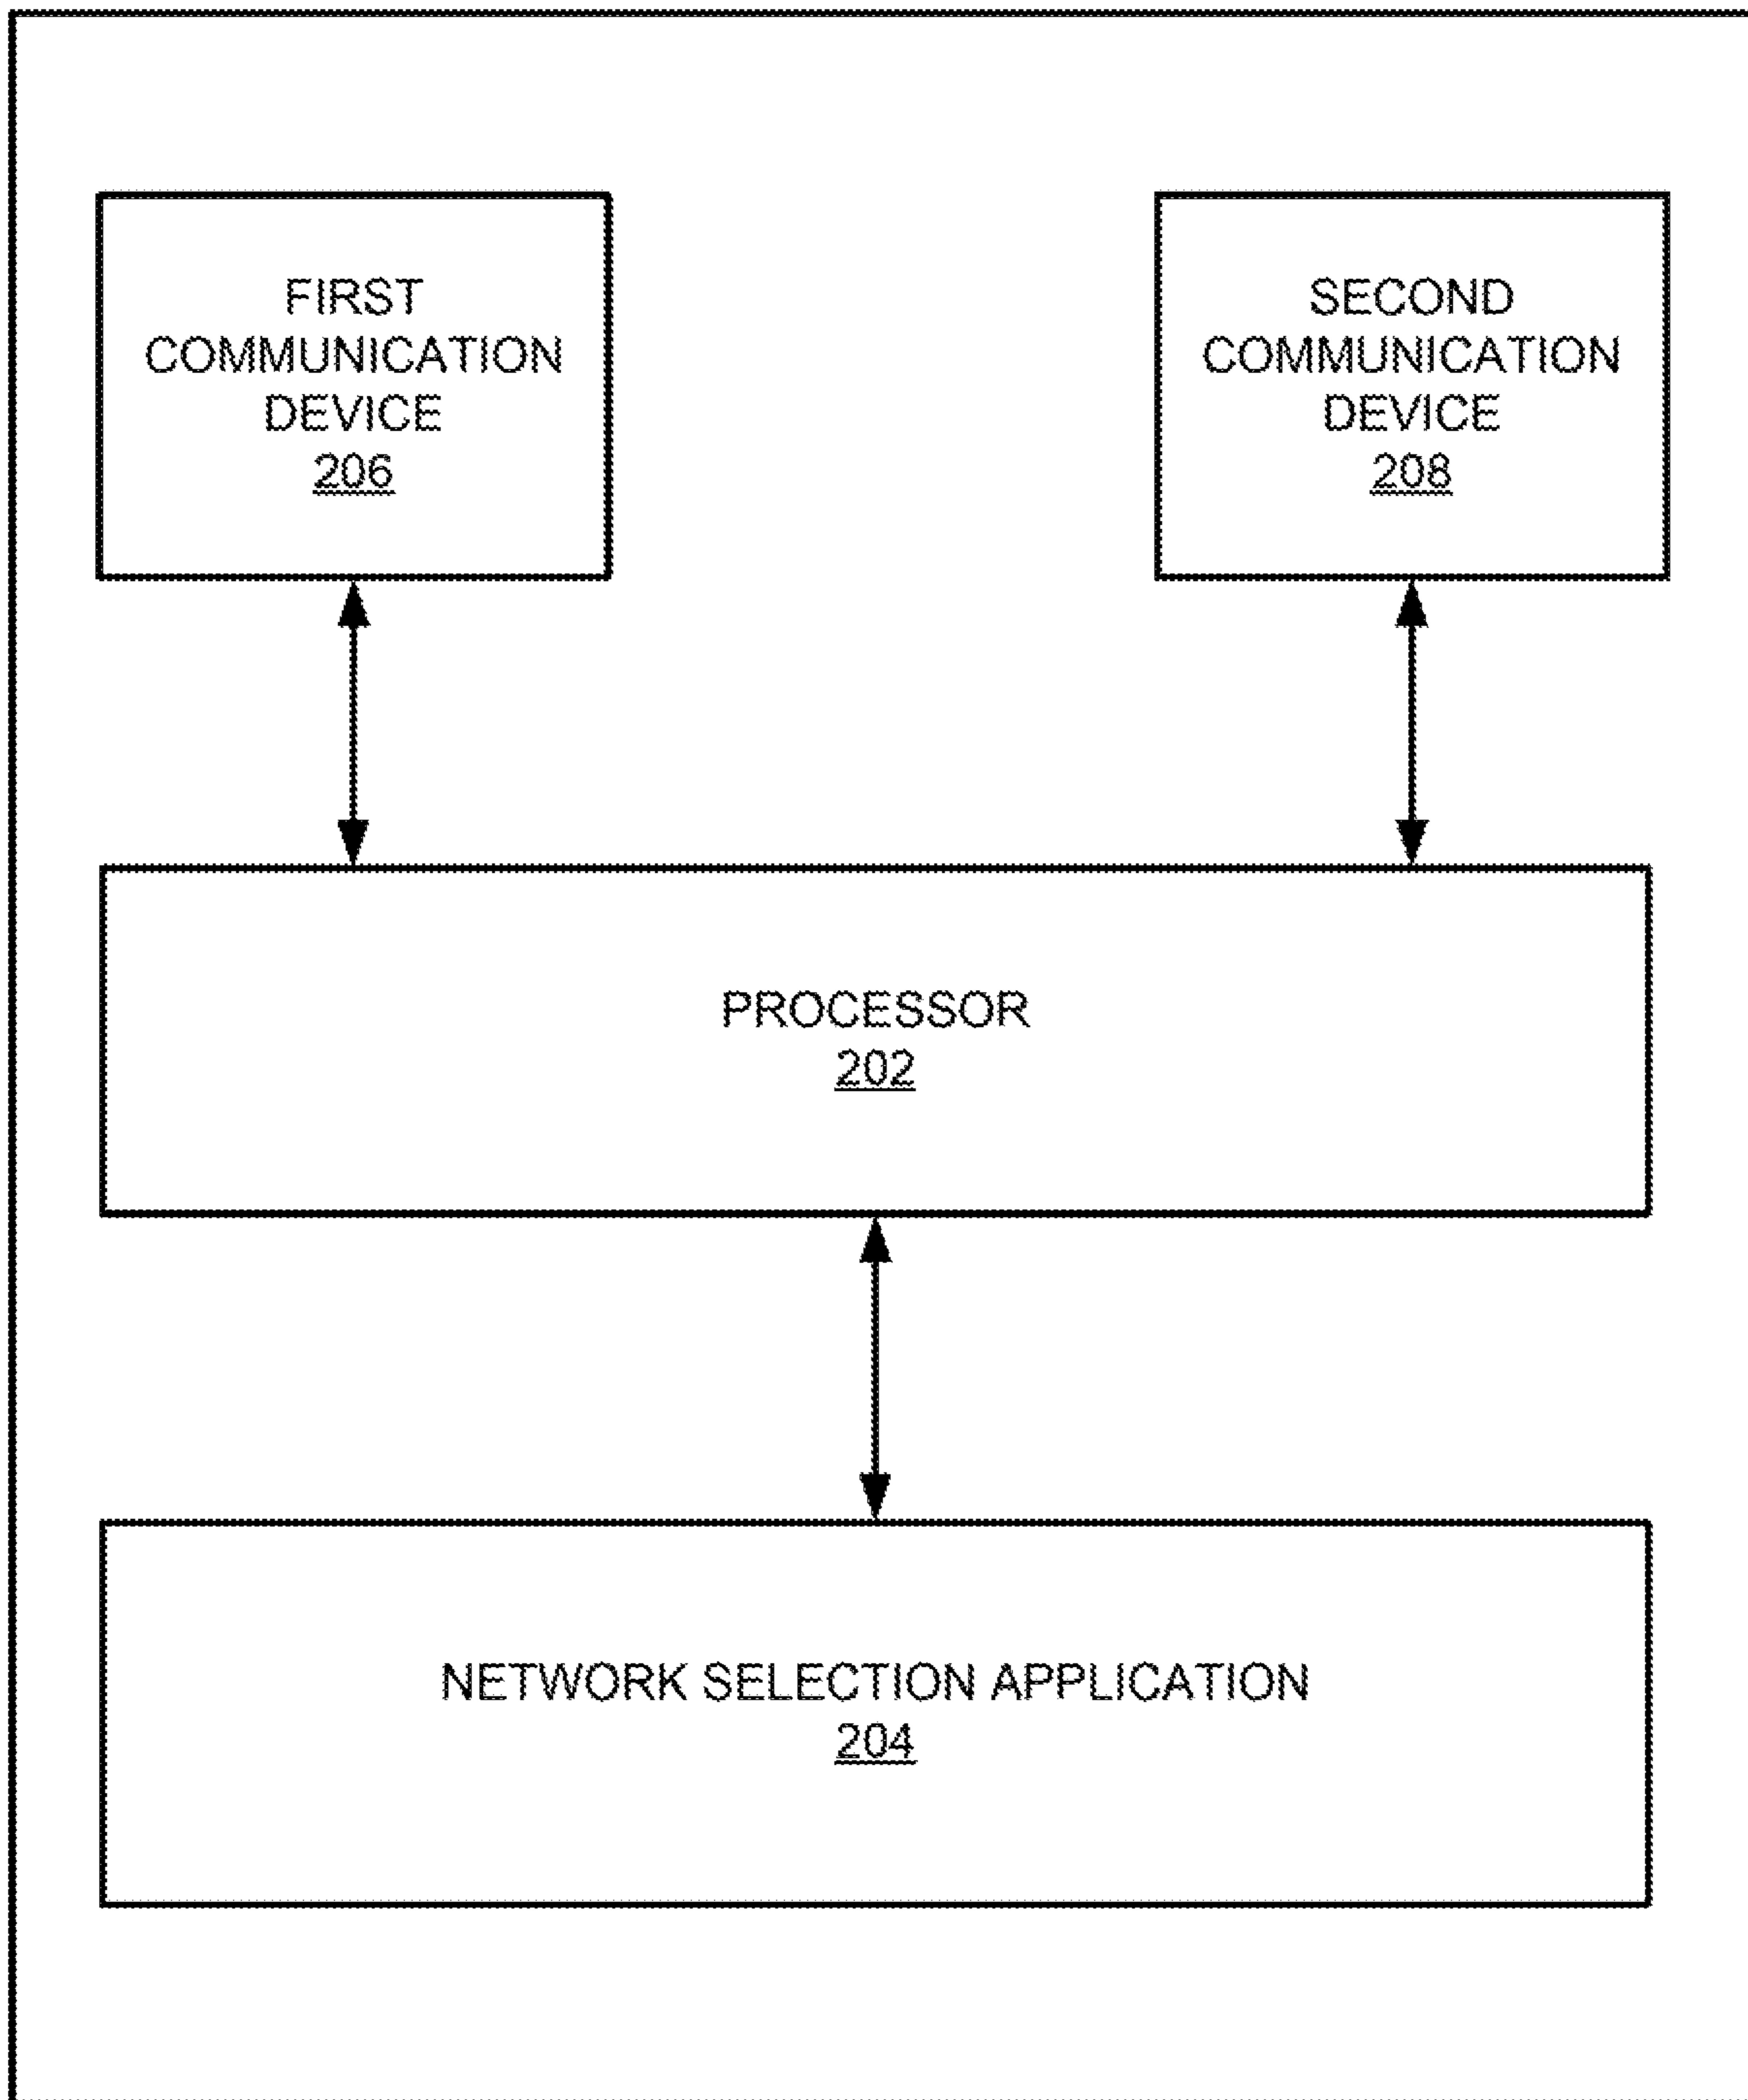 FIRST
COMMUNICATION
DEVICE
206
SECOND
COMMUNICATION
DEVICE
208
PROCESSOR
202
NETWORK SELECTION APPLICATION
204